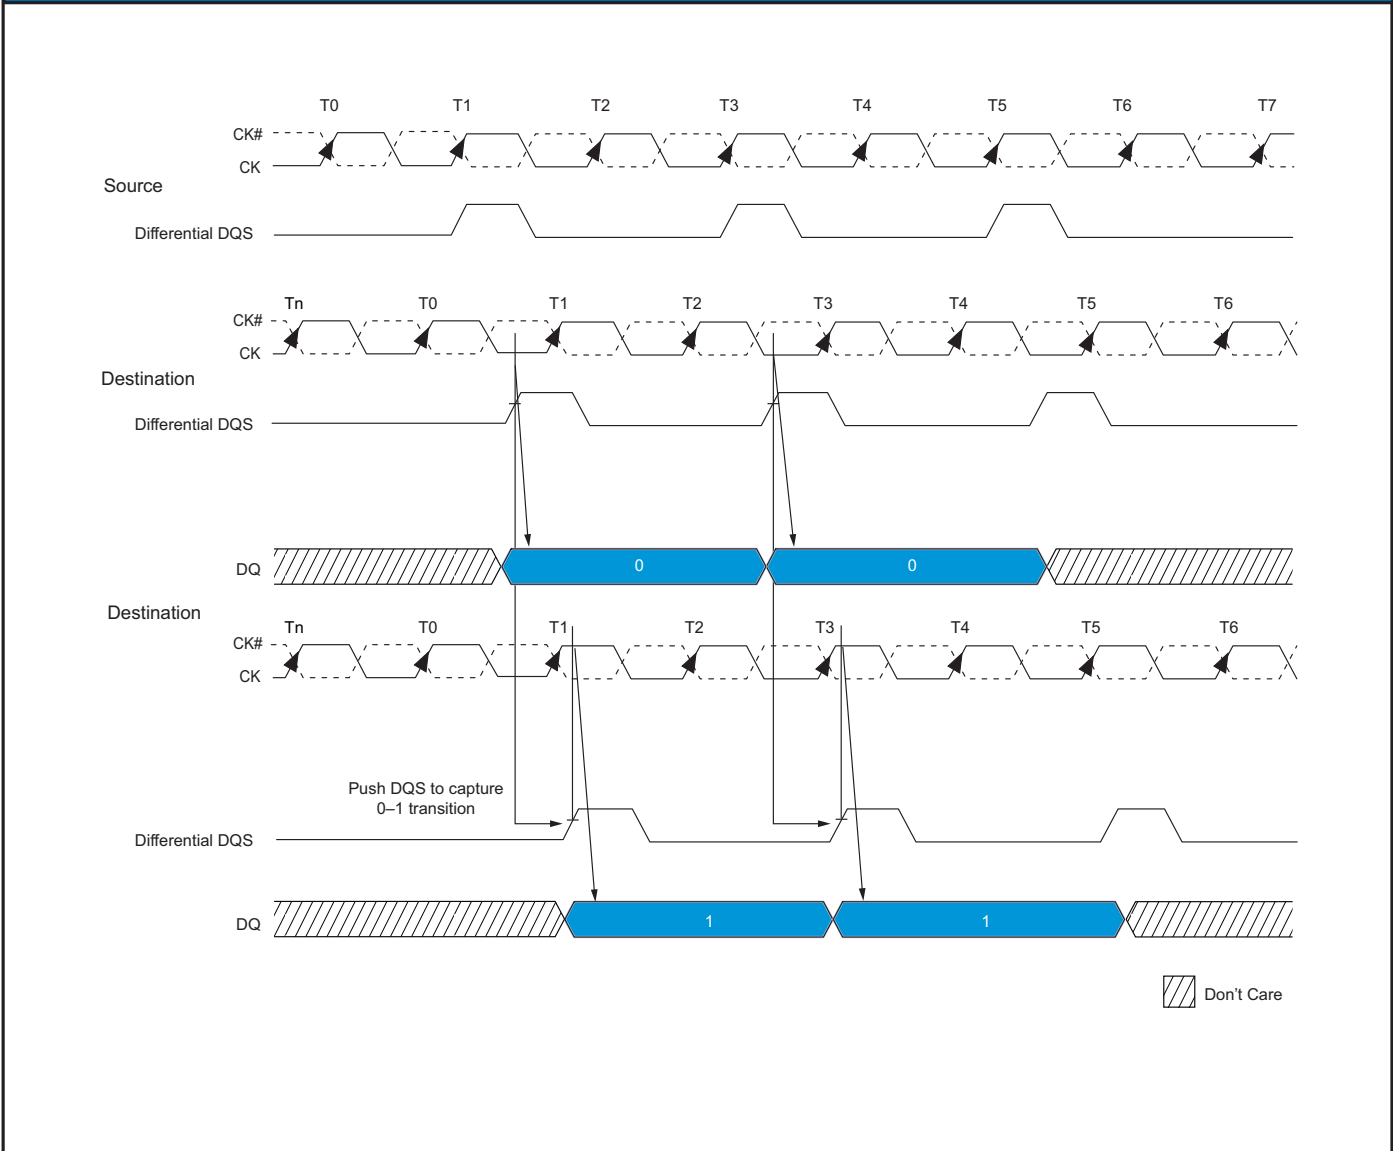 T0 T1 T2 T3 T4 T5 T6 T7
CK#
CK
Source
Differential DQS
Tn T0 T1 T2 T3 T4 T5 T6
CK#
CK
Destination
Differential DQS
DQ 0 0
Destination
Tn T0 T1 T2 T3 T4 T5 T6
CK#
CK
Push DQS to capture
0–1 transition
Differential DQS
DQ 1 1
Don't Care